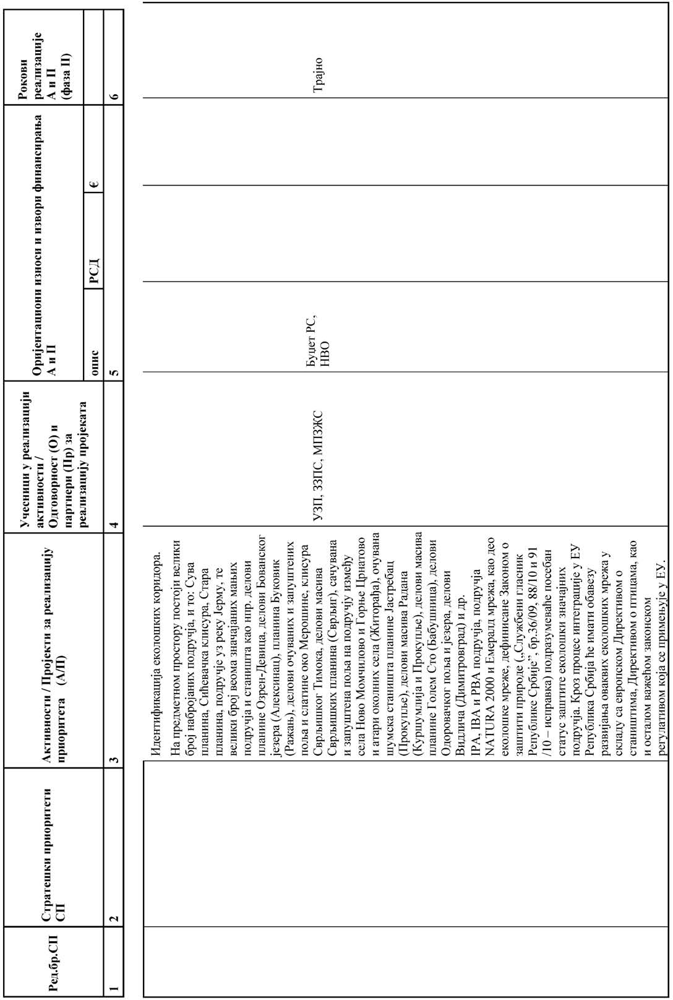 Ред.бр.СП
Стратешки приоритети
СП
Активности / Пројекти за реализацију
приоритета (А/П)
Учесници у реализацији
активности /
Одговорност (О) и
партнери (Пр) за
реализацију пројеката
Оријентациони износи и извори финансирања
А и П
опис
РСД
€
Рокови
реализације
А и П
(фаза II)
1
2
3
4
5
6
Идентификација еколошких коридора.
На предметном простору постоји велики
број набројаних подручја, и то: Сува
планина, Сићевачка клисура, Стара
планина, подручје уз реку Јерму, те
велики број веома значајаних мањих
подручја и станишта као нпр. делови
планине Озрен-Девица, делови Бованског
језера (Алексинац), планина Буковик
(Ражањ), делови очуваних и запуштених
поља и слатине око Мерошине, клисура
Сврљишког Тимока, делови масива
Сврљишких планина (Сврљиг), сачувана
и запуштена поља на подручју између
села Ново Момчилово и Горње Црнатово
и атари околних села (Житорађа), очувана
шумска станишта планине Јастребац
(Прокупље), делови масива Радана
(Куршумлија и Прокупље), делови масива
планине Голем Сто (Бабушница), делови
Одоровачког поља и језера, делови
Видлича (Димитровград) и др.
IPA, IBA и PBA подручја, подручја
NATURA 2000 и Емералд мрежа, као део
еколошке мреже, дефинисане Законом о
заштити природе („Службени гласник
Републике Србије”, бр.36/09, 88/10 и 91
/10 – исправка) подразумеваће посебан
статус заштите еколошки значајних
подручја. Кроз процес интеграције у ЕУ
Република Србија ће имати обавезу
развијања оваквих еколошких мрежа у
складу са европском Директивом о
стаништима, Директивом о птицама, као
и осталом важећом законском
регулативом која се примењује у ЕУ.
УЗП, ЗЗПС, МПЗЖС
Буџет РС,
НВО
Трајно